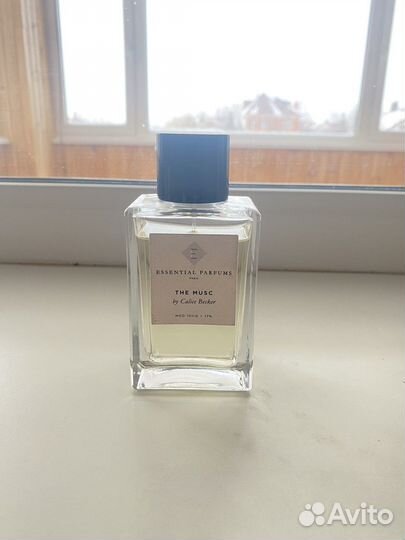 E
ESSENTIAL PARFUMS
PARIS
THE MUSC
by Calice Becker
Avito